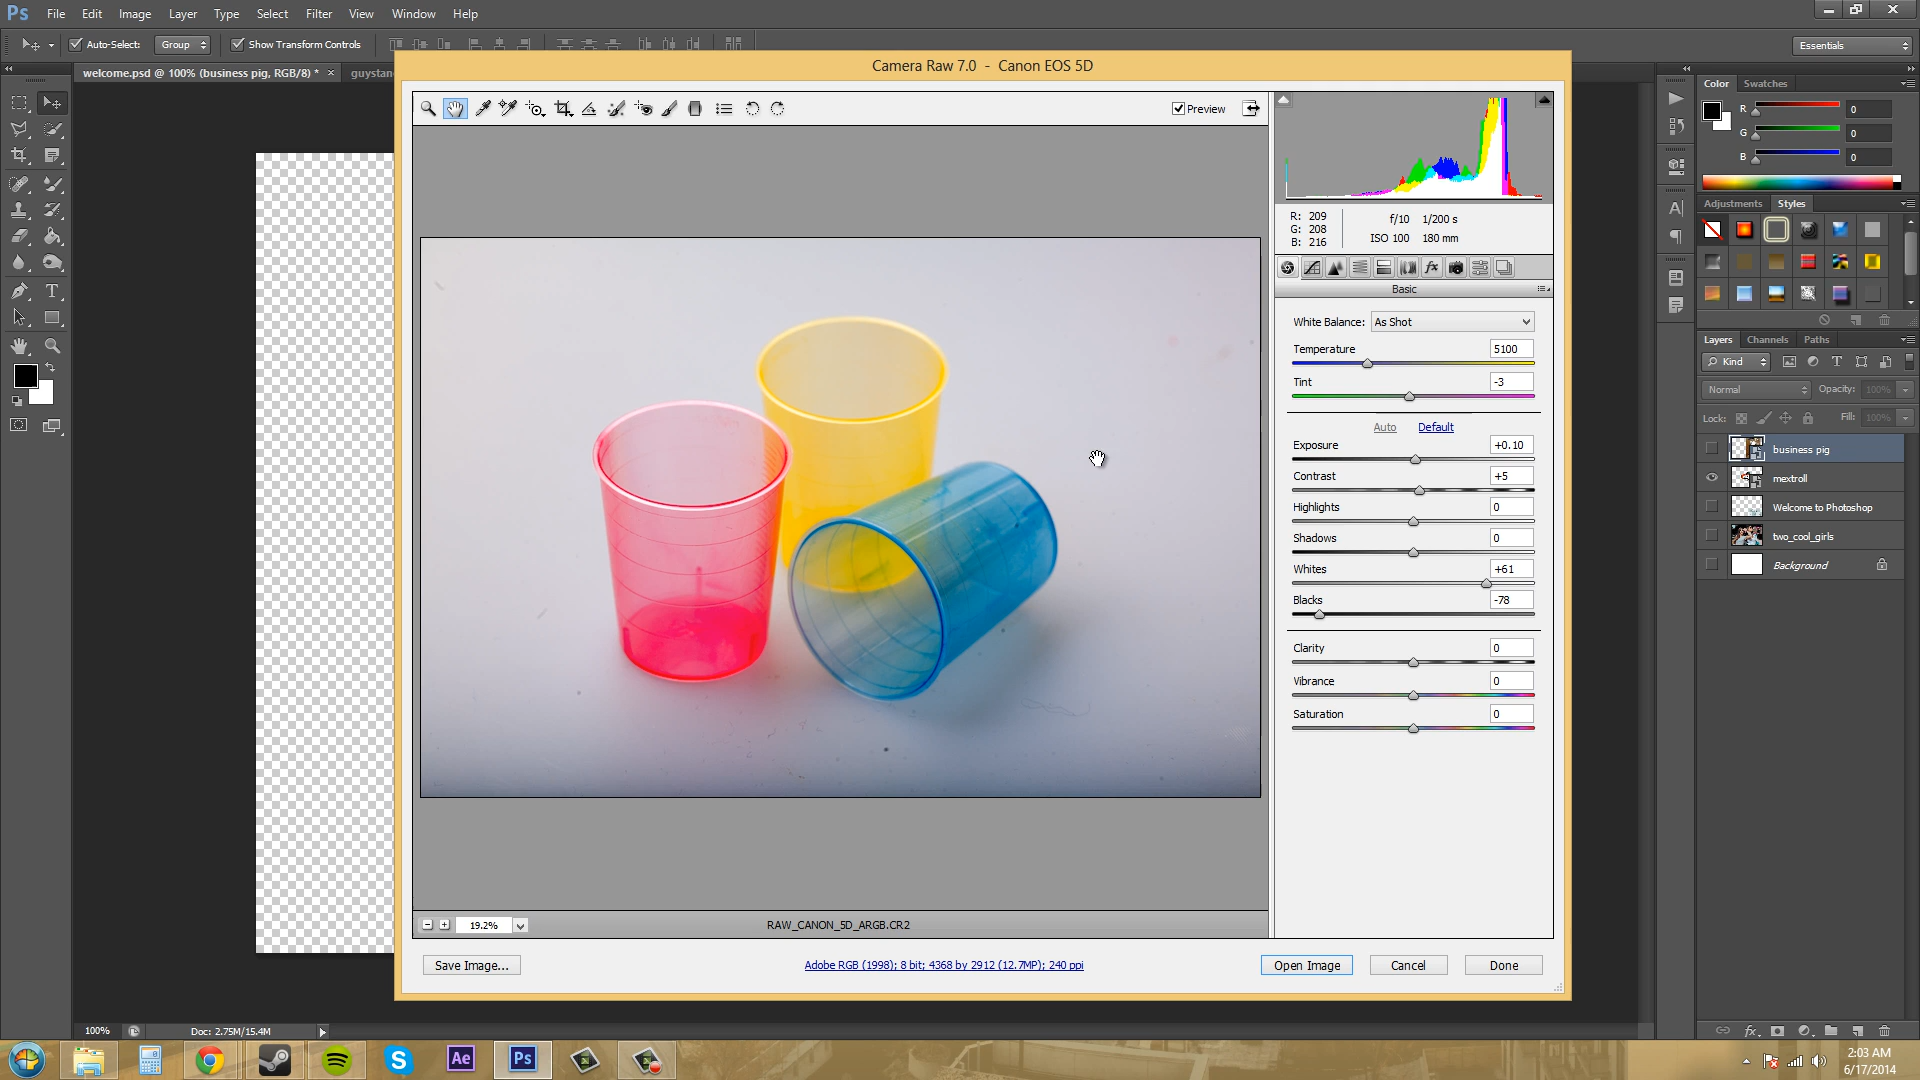 Ps File Edit Image Layer Type Select Filter View Window Help
Auto-Select: Group Show Transform Controls
Essentials
welcome.psd @ 100% (business pig, RGB/8) * ×
guystan
Camera Raw 7.0 - Canon EOS 5D
Preview
R: 209
G: 208
B: 216
f/10 1/200 s
ISO 100 180 mm
Basic
White Balance: As Shot
Temperature 5100
Tint -3
Auto Default
Exposure +0.10
Contrast +5
Highlights 0
Shadows 0
Whites +61
Blacks -78
Clarity 0
Vibrance 0
Saturation 0
19.2%
RAW_CANON_5D_ARGB.CR2
Save Image...
Adobe RGB (1998); 8 bit; 4368 by 2912 (12.7MP); 240 ppi
Open Image Cancel Done
Color Swatches
R 0
G 0
B 0
Adjustments Styles
Layers Channels Paths
Kind
Normal Opacity: 100%
Lock: Fill: 100%
business pig
mextroll
Welcome to Photoshop
two_cool_girls
Background
100% Doc: 2.75M/15.4M
Ae Ps
2:03 AM
6/17/2014